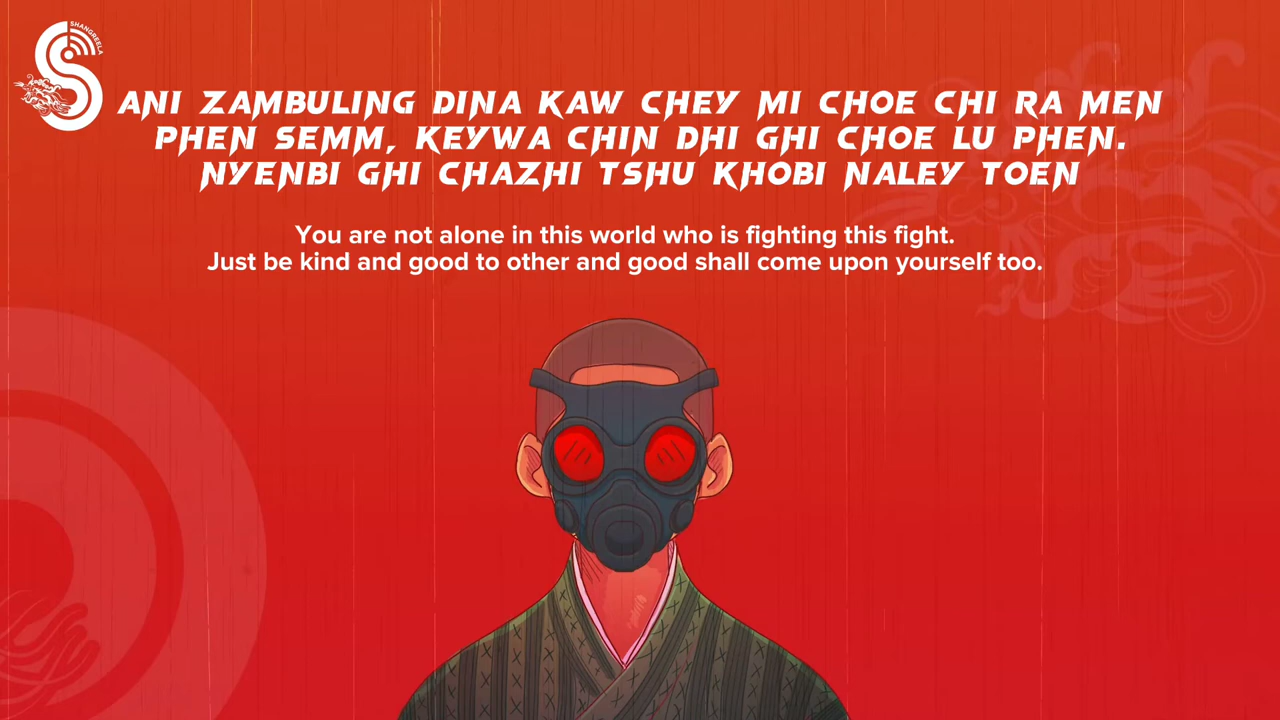 SHANGREELA
ANI ZAMBULING DINA KAW CHEY MI CHOE CHI RA MEN
PHEN SEMM, KEYWA CHIN DHI GHI CHOE LU PHEN.
NYENBI GHI CHAZHI TSHU KHOBI NALEY TOEN
You are not alone in this world who is fighting this fight.
Just be kind and good to other and good shall come upon yourself too.